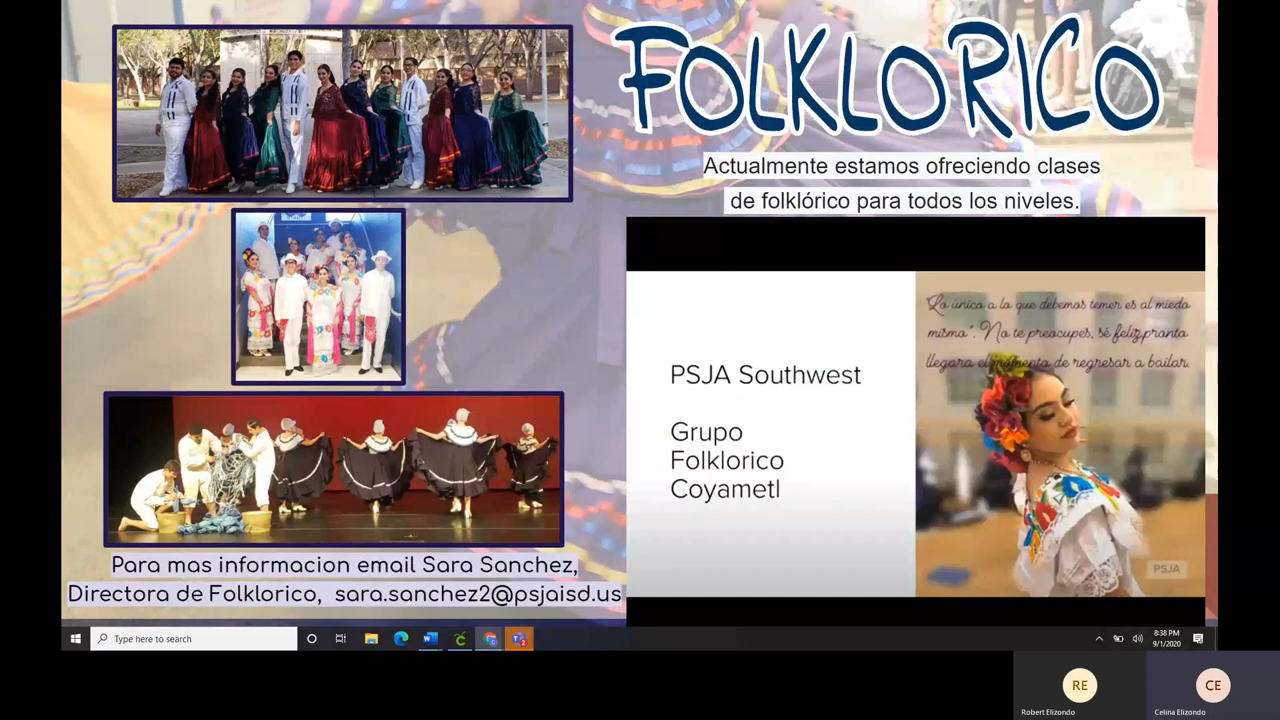 FOLKLORICO
Actualmente estamos ofreciendo clases
de folklórico para todos los niveles.
PSJA Southwest
Grupo
Folklorico
Coyametl
"Lo único a lo que debemos temer es al miedo
mismo". No te preocupes, sé feliz,pronto
llegara el momento de regresar a bailar.
PSJA
Para mas informacion email Sara Sanchez,
Directora de Folklorico, sara.sanchez2@psjaisd.us
Type here to search
8:38 PM
9/1/2020
RE
Robert Elizondo
CE
Celina Elizondo